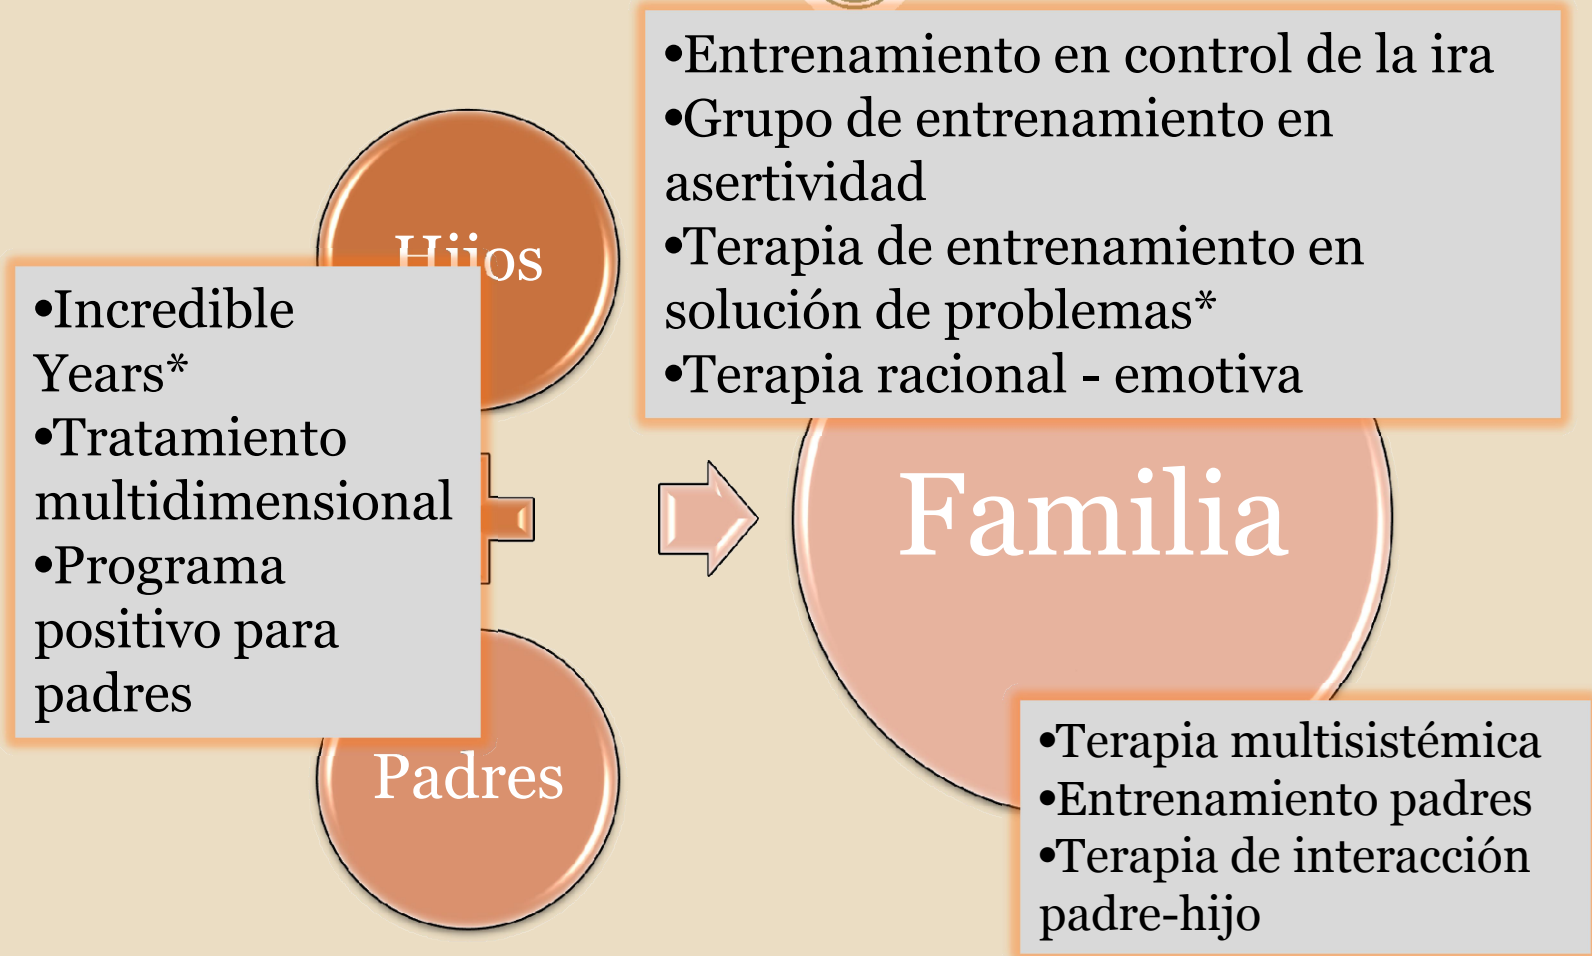 •Entrenamiento en control de la ira
•Grupo de entrenamiento en
asertividad
•Terapia de entrenamiento en
solución de problemas*
•Terapia racional - emotiva
Hijos
•Incredible
Years*
•Tratamiento
multidimensional
•Programa
positivo para
padres
Familia
Padres
•Terapia multisistémica
•Entrenamiento padres
•Terapia de interacción
padre-hijo